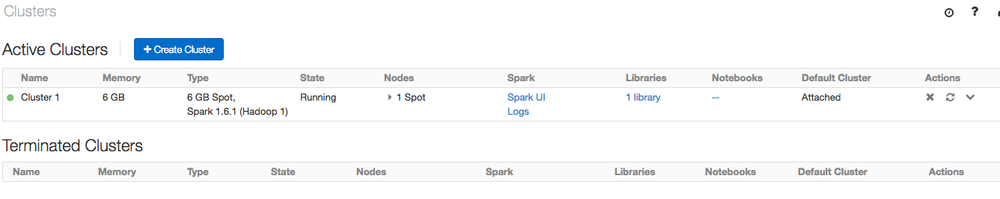 Clusters
?
Active Clusters
+ Create Cluster
Name Memory Type State Nodes Spark Libraries Notebooks Default Cluster Actions
Cluster 1 6 GB 6 GB Spot, Running 1 Spot Spark UI 1 library -- Attached
Spark 1.6.1 (Hadoop 1) Logs
Terminated Clusters
Name Memory Type State Nodes Spark Libraries Notebooks Default Cluster Actions